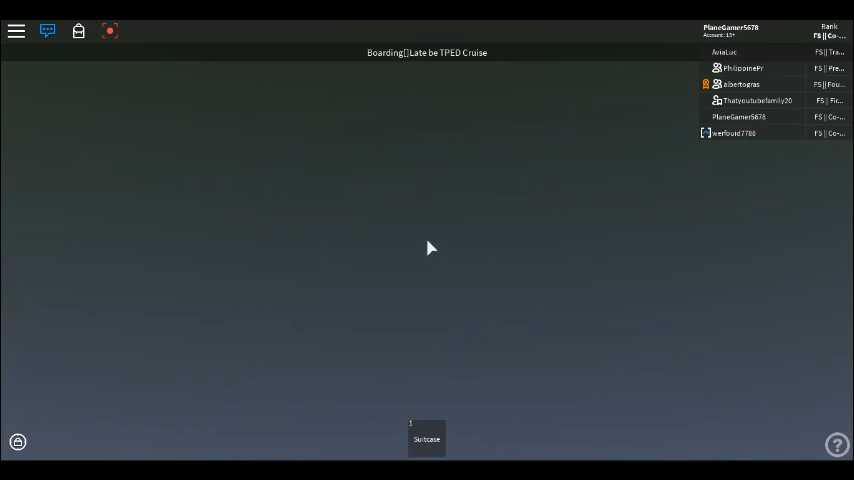 PlaneGamer5678
Account: 13+
Rank
FS || Co-...
Boarding[]Late be TPED Cruise
AviaLuc FS || Tra...
PhilippinePr FS || Pre...
albertogras FS || Fou...
Thatyoutubefamily20 FS || Fir...
PlaneGamer5678 FS || Co-...
werfouid7788 FS || Co-...
1
Suitcase
?